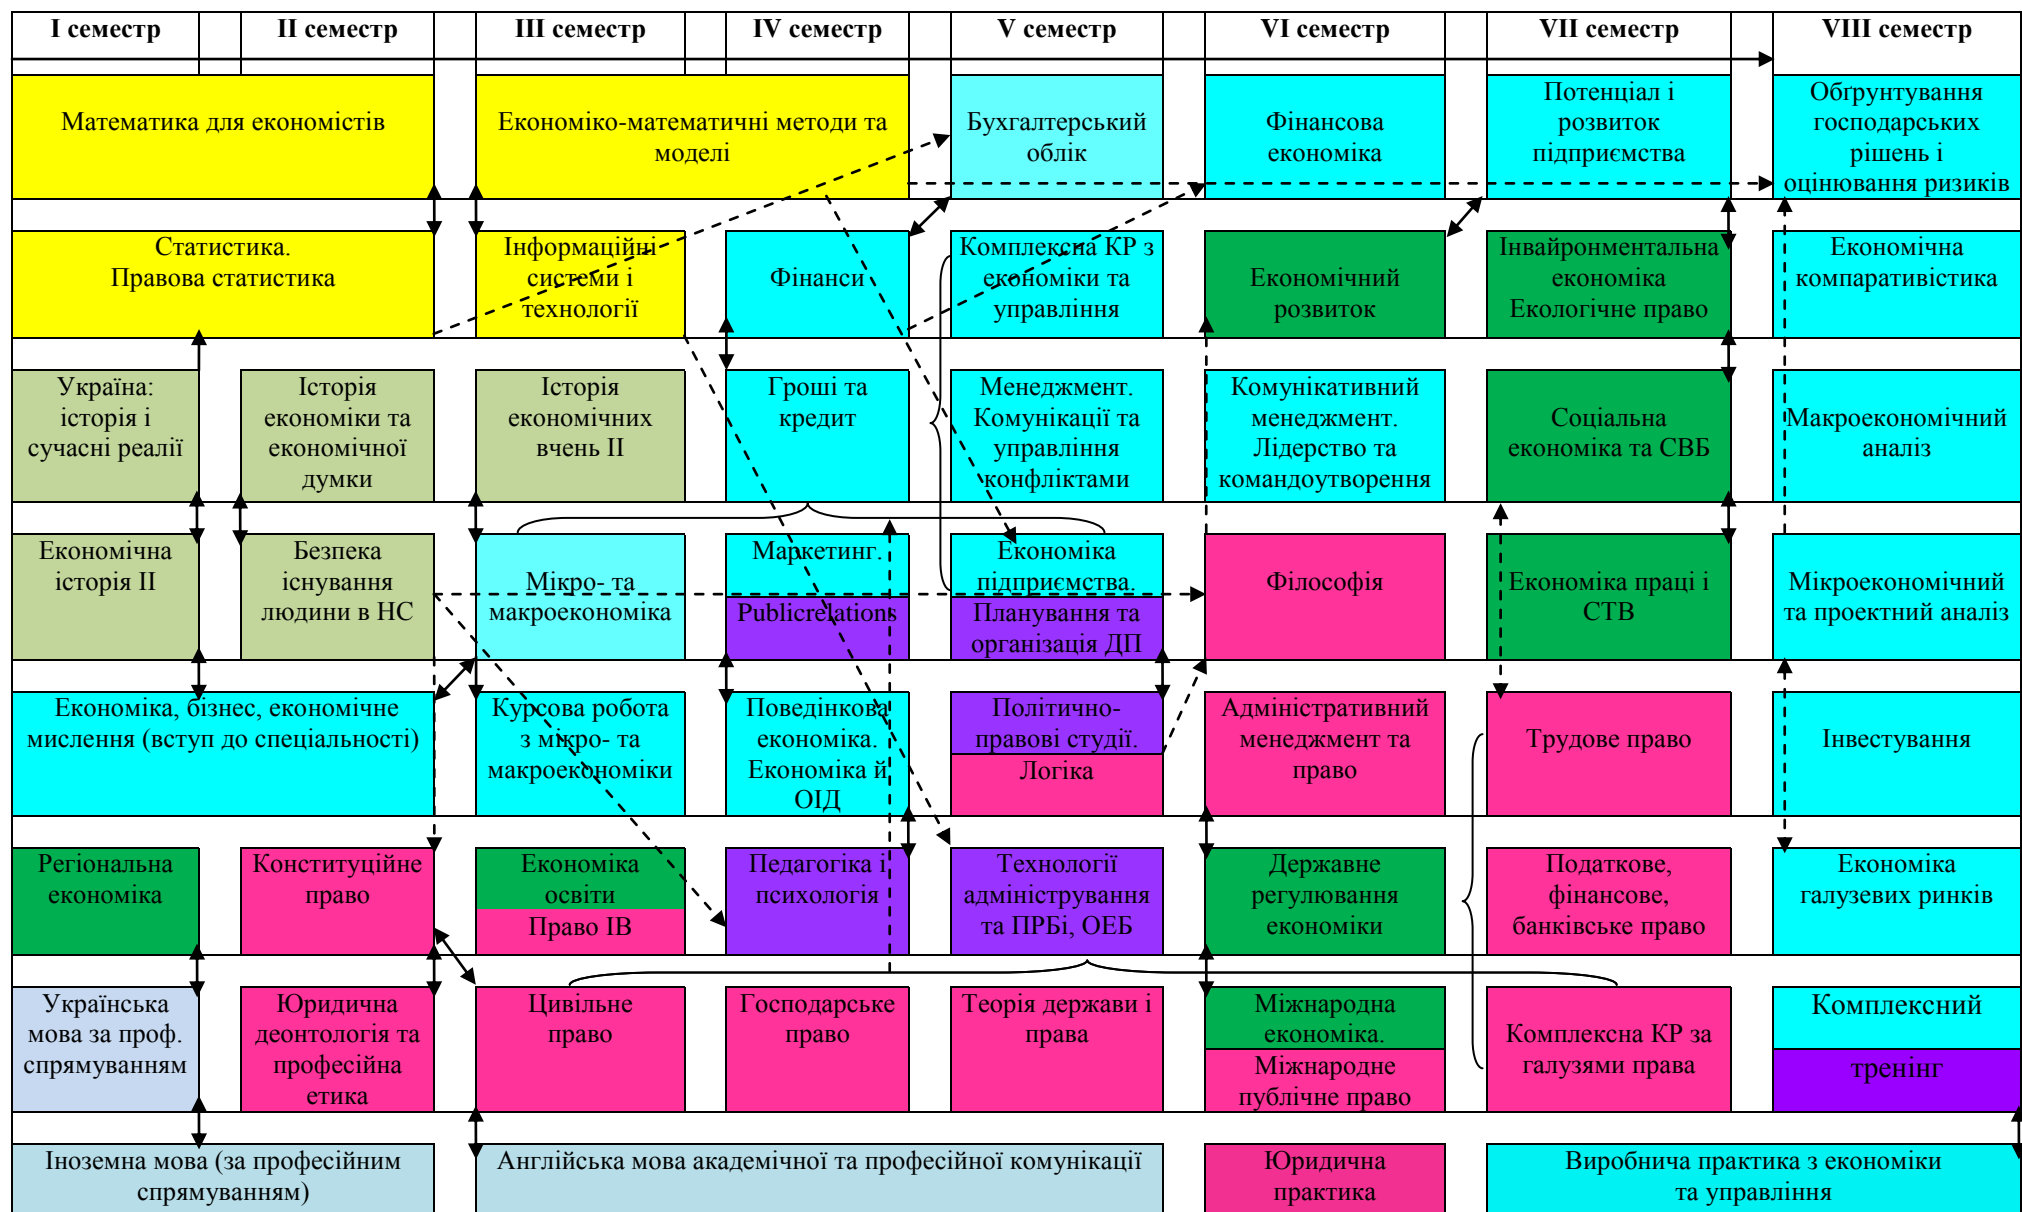 I семестр
II семестр
III семестр
IV семестр
V семестр
VI семестр
VII семестр
VIII семестр
Математика для економістів
Економіко-математичні методи та
моделі
Бухгалтерський
облік
Фінансова
економіка
Потенціал і
розвиток
підприємства
Обґрунтування
господарських
рішень і
оцінювання ризиків
Статистика.
Правова статистика
Інформаційні
системи і
технології
Фінанси
Комплексна КР з
економіки та
управління
Економічний
розвиток
Інвайронментальна
економіка
Екологічне право
Економічна
компаративістика
Україна:
історія і
сучасні реалії
Історія
економіки та
економічної
думки
Історія
економічних
вчень II
Гроші та
кредит
Менеджмент.
Комунікації та
управління
конфліктами
Комунікативний
менеджмент.
Лідерство та
командоутворення
Соціальна
економіка та СВБ
Макроекономічний
аналіз
Економічна
історія II
Безпека
існування
людини в НС
Мікро- та
макроекономіка
Маркетинг.
Publicrelations
Економіка
підприємства.
Планування та
організація ДП
Філософія
Економіка праці і
СТВ
Мікроекономічний
та проектний аналіз
Економіка, бізнес, економічне
мислення (вступ до спеціальності)
Курсова робота
з мікро- та
макроекономіки
Поведінкова
економіка.
Економіка й
ОІД
Політично-
правові студії.
Логіка
Адміністративний
менеджмент та
право
Трудове право
Інвестування
Регіональна
економіка
Конституційне
право
Економіка
освіти
Право ІВ
Педагогіка і
психологія
Технології
адміністрування
та ПРБі, ОЕБ
Державне
регулювання
економіки
Податкове,
фінансове,
банківське право
Економіка
галузевих ринків
Українська
мова за проф.
спрямуванням
Юридична
деонтологія та
професійна
етика
Цивільне
право
Господарське
право
Теорія держави і
права
Міжнародна
економіка.
Міжнародне
публічне право
Комплексна КР за
галузями права
Комплексний
тренінг
Іноземна мова (за професійним
спрямуванням)
Англійська мова академічної та професійної комунікації
Юридична
практика
Виробнича практика з економіки
та управління